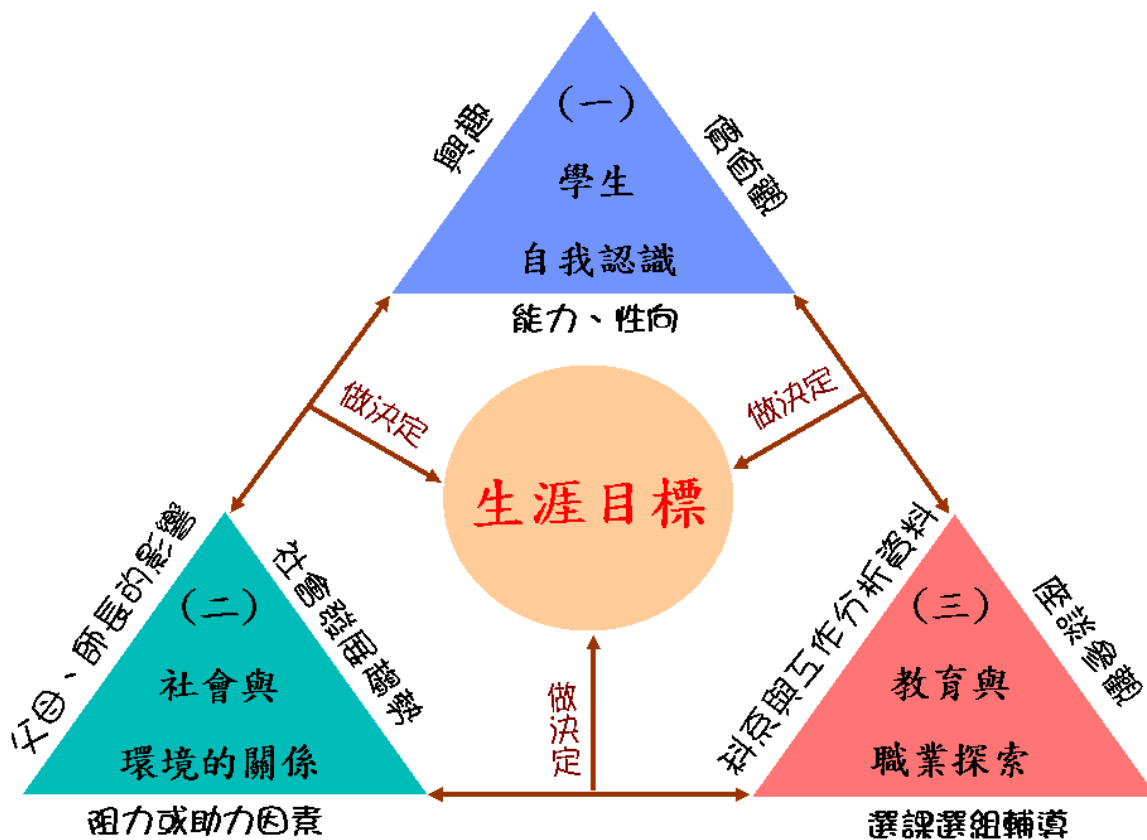 興趣
價值觀
(一)
學生
自我認識
能力、性向
做決定
做決定
生涯目標
父母、師長的影響
社會發展趨勢
(二)
社會與
環境的關係
阻力或助力因素
做決定
科系與工作分析資料
座談參觀
(三)
教育與
職業探索
選課選組輔導